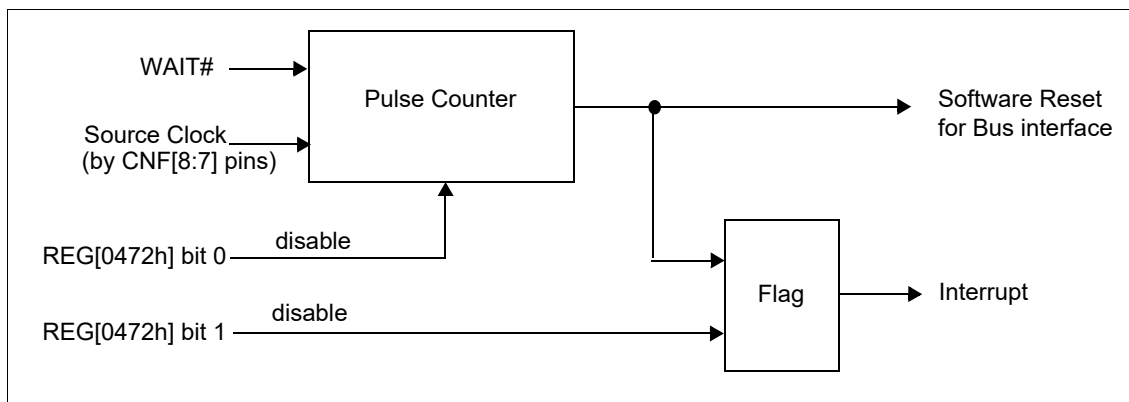 WAIT#
Pulse Counter
Software Reset
for Bus interface
Source Clock
(by CNF[8:7] pins)
disable
REG[0472h] bit 0
Flag
Interrupt
disable
REG[0472h] bit 1